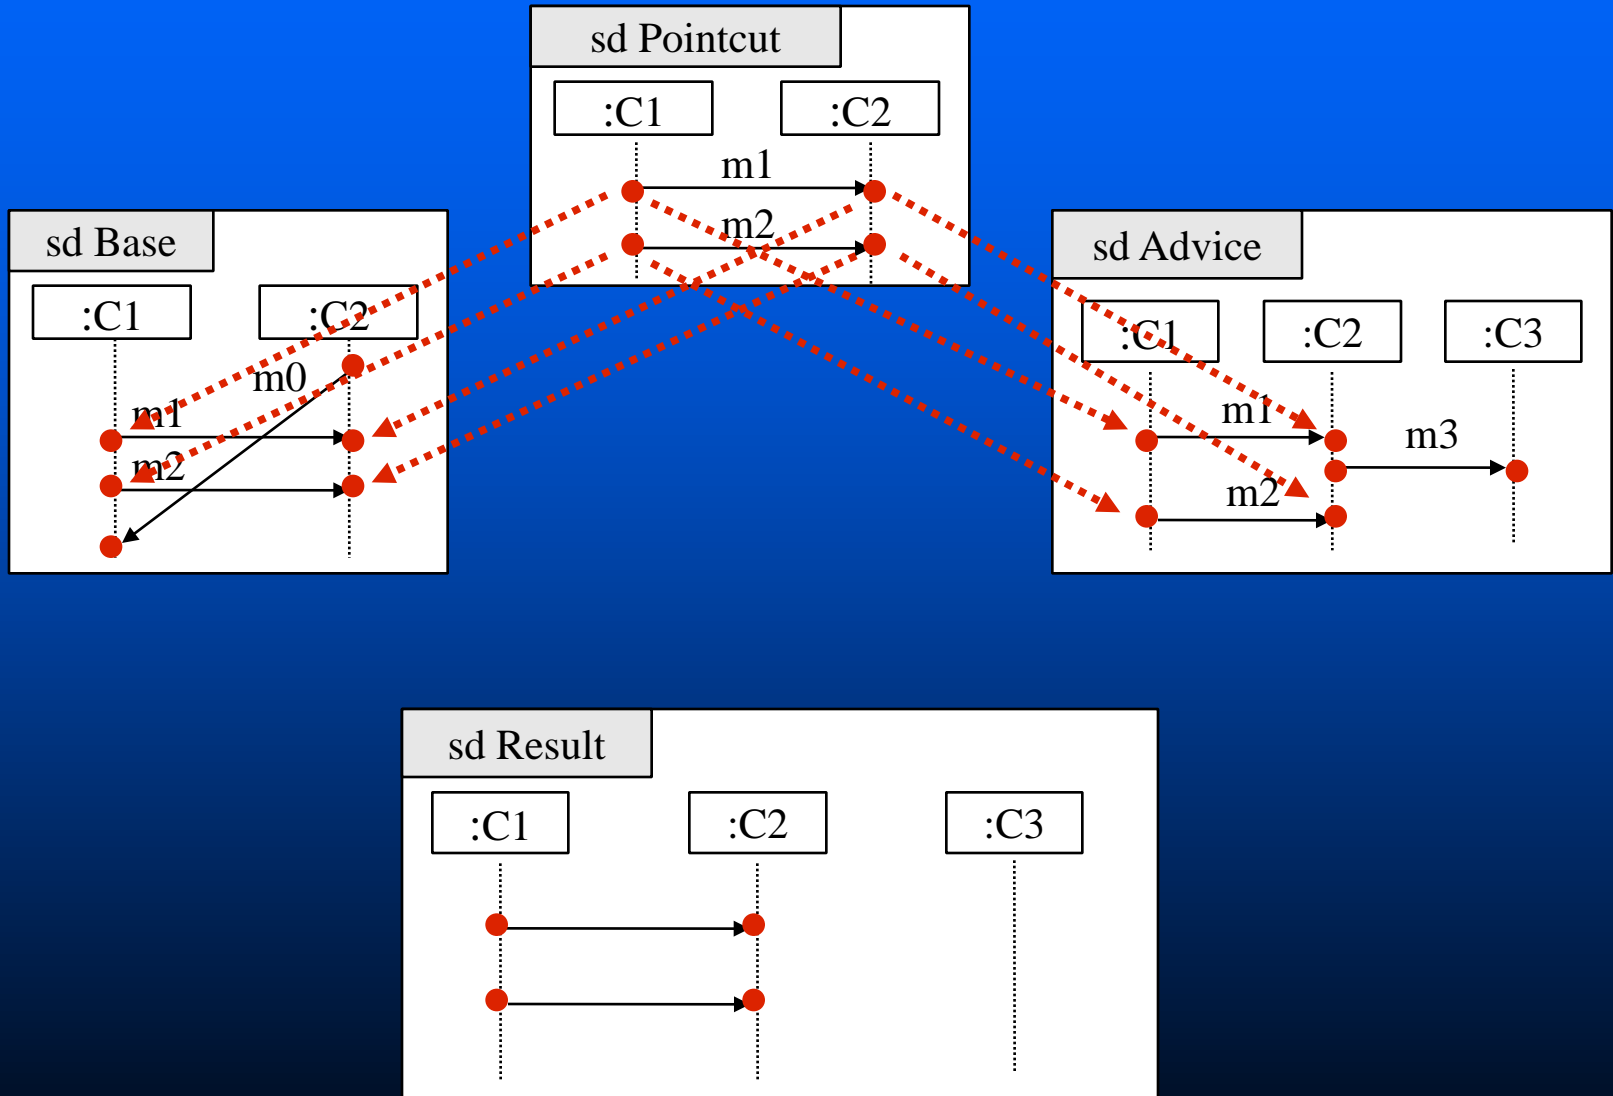 sd Pointcut
:C1 :C2
m1
m2
sd Base
:C1 :C2
m0
m1
m2
sd Advice
:C1 :C2 :C3
m1
m3
m2
sd Result
:C1 :C2 :C3